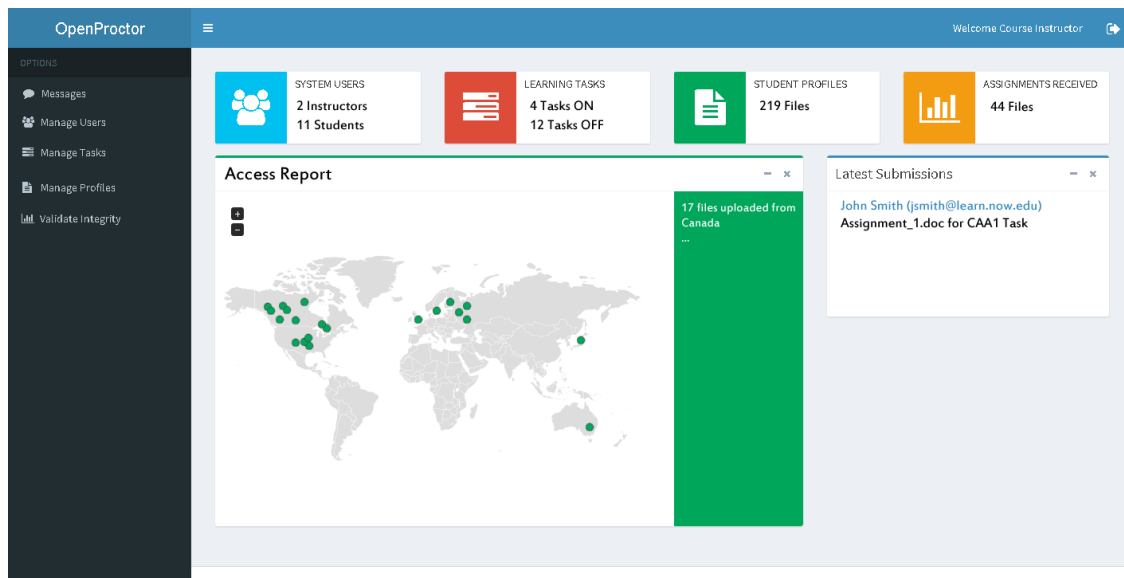 OpenProctor
Welcome Course Instructor
OPTIONS
Messages
Manage Users
Manage Tasks
Manage Profiles
Validate Integrity
SYSTEM USERS
2 Instructors
11 Students
LEARNING TASKS
4 Tasks ON
12 Tasks OFF
STUDENT PROFILES
219 Files
ASSIGNMENTS RECEIVED
44 Files
Access Report
+
−
17 files uploaded from
Canada
...
Latest Submissions
John Smith (jsmith@learn.now.edu)
Assignment_1.doc for CAA1 Task